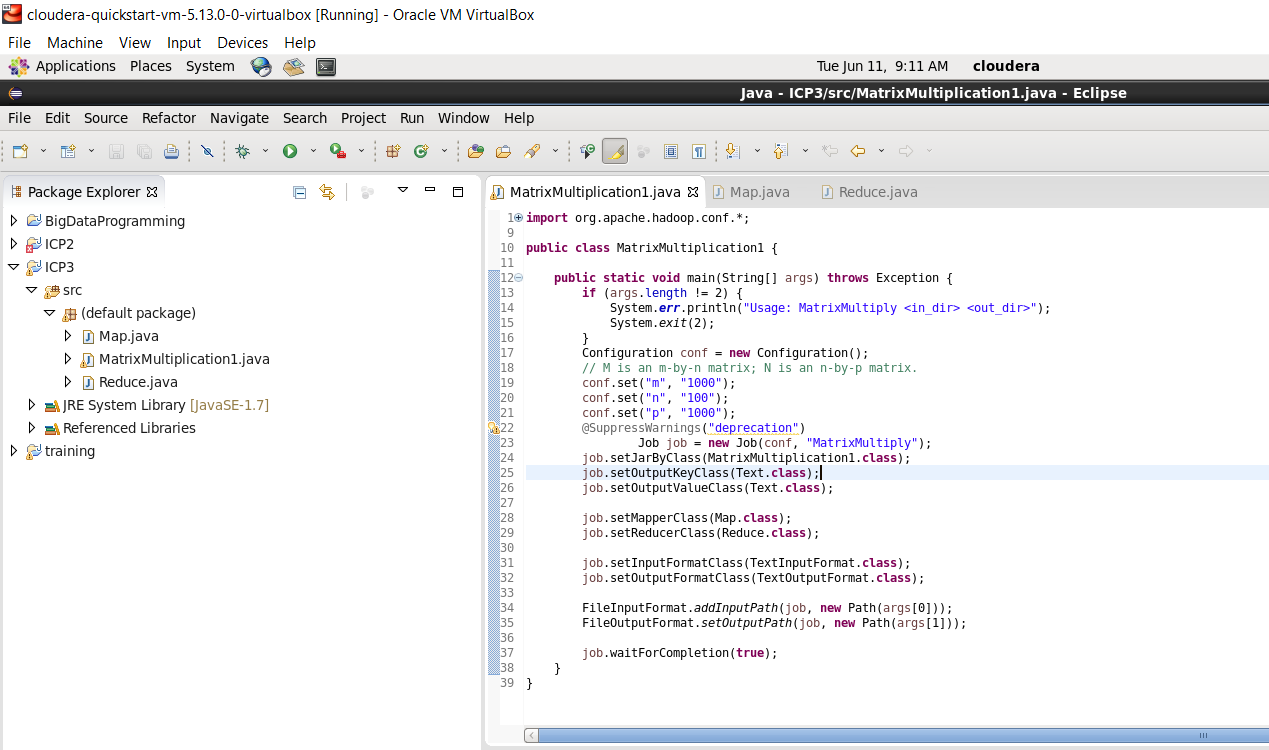 cloudera-quickstart-vm-5.13.0-0-virtualbox [Running] - Oracle VM VirtualBox
File Machine View Input Devices Help
Applications Places System Tue Jun 11, 9:11 AM cloudera
Java - ICP3/src/MatrixMultiplication1.java - Eclipse
File Edit Source Refactor Navigate Search Project Run Window Help
Package Explorer
BigDataProgramming
ICP2
ICP3
src
(default package)
Map.java
MatrixMultiplication1.java
Reduce.java
JRE System Library [JavaSE-1.7]
Referenced Libraries
training
MatrixMultiplication1.java Map.java Reduce.java
1 import org.apache.hadoop.conf.*;
9
10 public class MatrixMultiplication1 {
11
12     public static void main(String[] args) throws Exception {
13         if (args.length != 2) {
14             System.err.println("Usage: MatrixMultiply <in_dir> <out_dir>");
15             System.exit(2);
16         }
17         Configuration conf = new Configuration();
18         // M is an m-by-n matrix; N is an n-by-p matrix.
19         conf.set("m", "1000");
20         conf.set("n", "100");
21         conf.set("p", "1000");
22         @SuppressWarnings("deprecation")
23                 Job job = new Job(conf, "MatrixMultiply");
24         job.setJarByClass(MatrixMultiplication1.class);
25         job.setOutputKeyClass(Text.class);
26         job.setOutputValueClass(Text.class);
27
28         job.setMapperClass(Map.class);
29         job.setReducerClass(Reduce.class);
30
31         job.setInputFormatClass(TextInputFormat.class);
32         job.setOutputFormatClass(TextOutputFormat.class);
33
34         FileInputFormat.addInputPath(job, new Path(args[0]));
35         FileOutputFormat.setOutputPath(job, new Path(args[1]));
36
37         job.waitForCompletion(true);
38     }
39 }